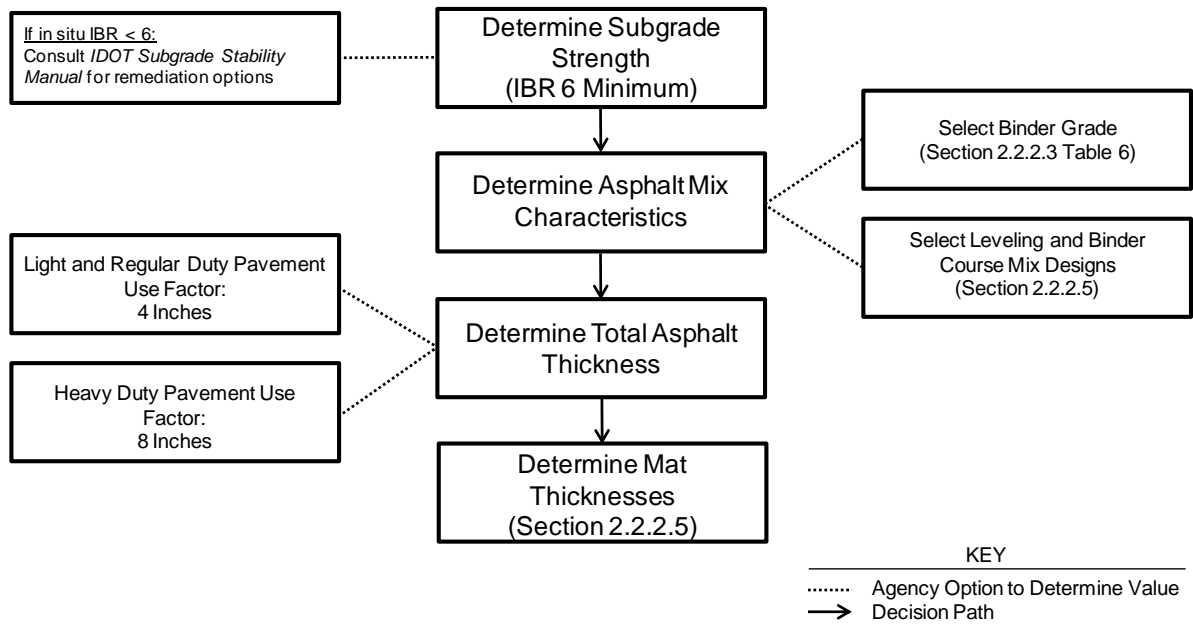 If in situ IBR < 6:
Consult IDOT Subgrade Stability
Manual for remediation options
Determine Subgrade
Strength
(IBR 6 Minimum)
Select Binder Grade
(Section 2.2.2.3 Table 6)
Determine Asphalt Mix
Characteristics
Select Leveling and Binder
Course Mix Designs
(Section 2.2.2.5)
Light and Regular Duty Pavement
Use Factor:
4 Inches
Determine Total Asphalt
Thickness
Heavy Duty Pavement Use
Factor:
8 Inches
Determine Mat
Thicknesses
(Section 2.2.2.5)
KEY
Agency Option to Determine Value
Decision Path